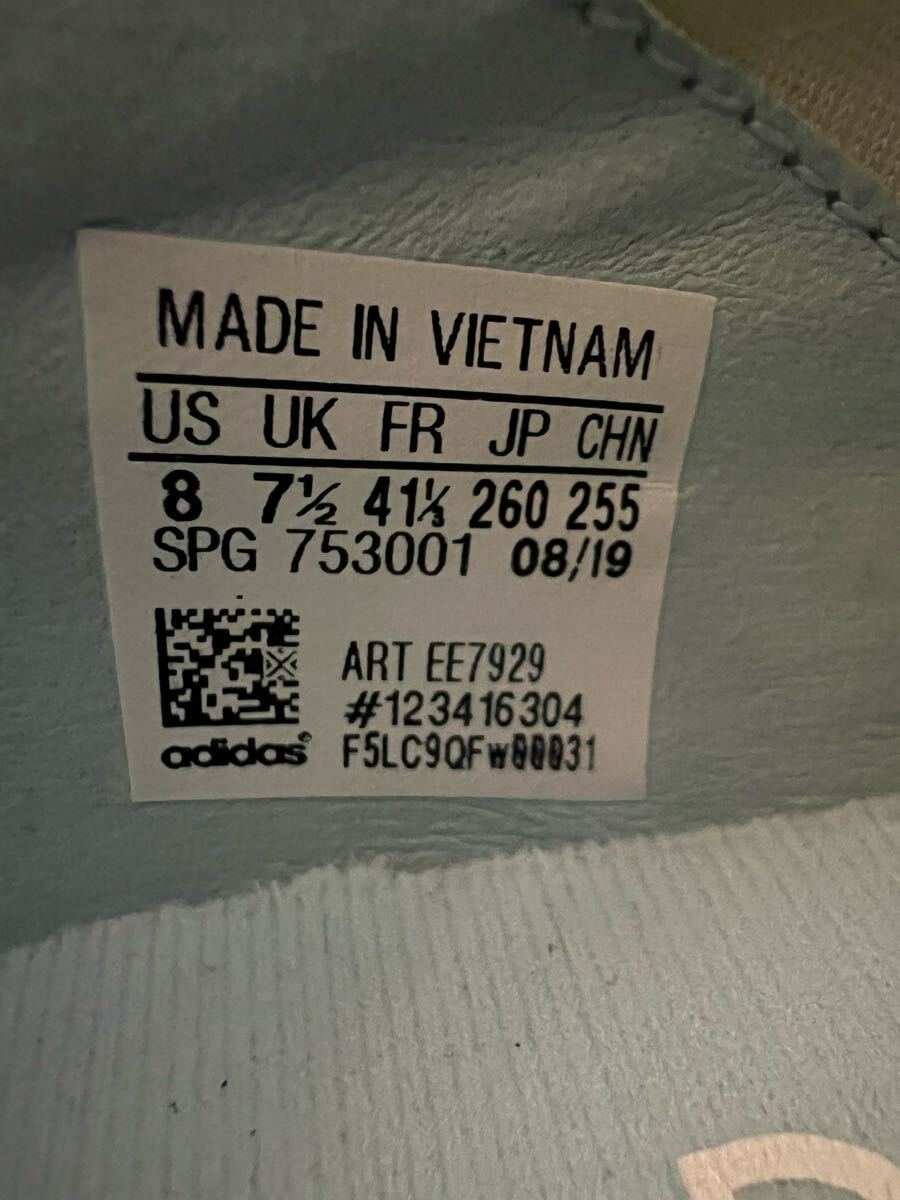 MADE IN VIETNAM
US UK FR JP CHN
8 7½ 41⅓ 260 255
SPG 753001 08/19
ART EE7929
#123416304
adidas® F5LC9QFW00031